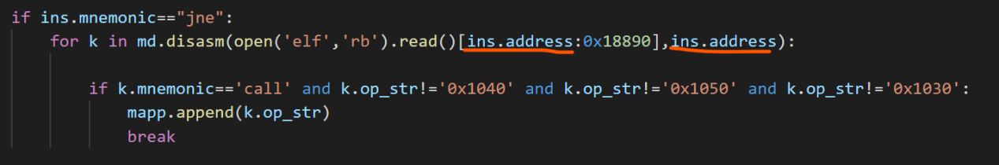 if ins.mnemonic=="jne":
for k in md.disasm(open('elf','rb').read()[ins.address:0x18890],ins.address):
if k.mnemonic=='call' and k.op_str!='0x1040' and k.op_str!='0x1050' and k.op_str!='0x1030':
mapp.append(k.op_str)
break